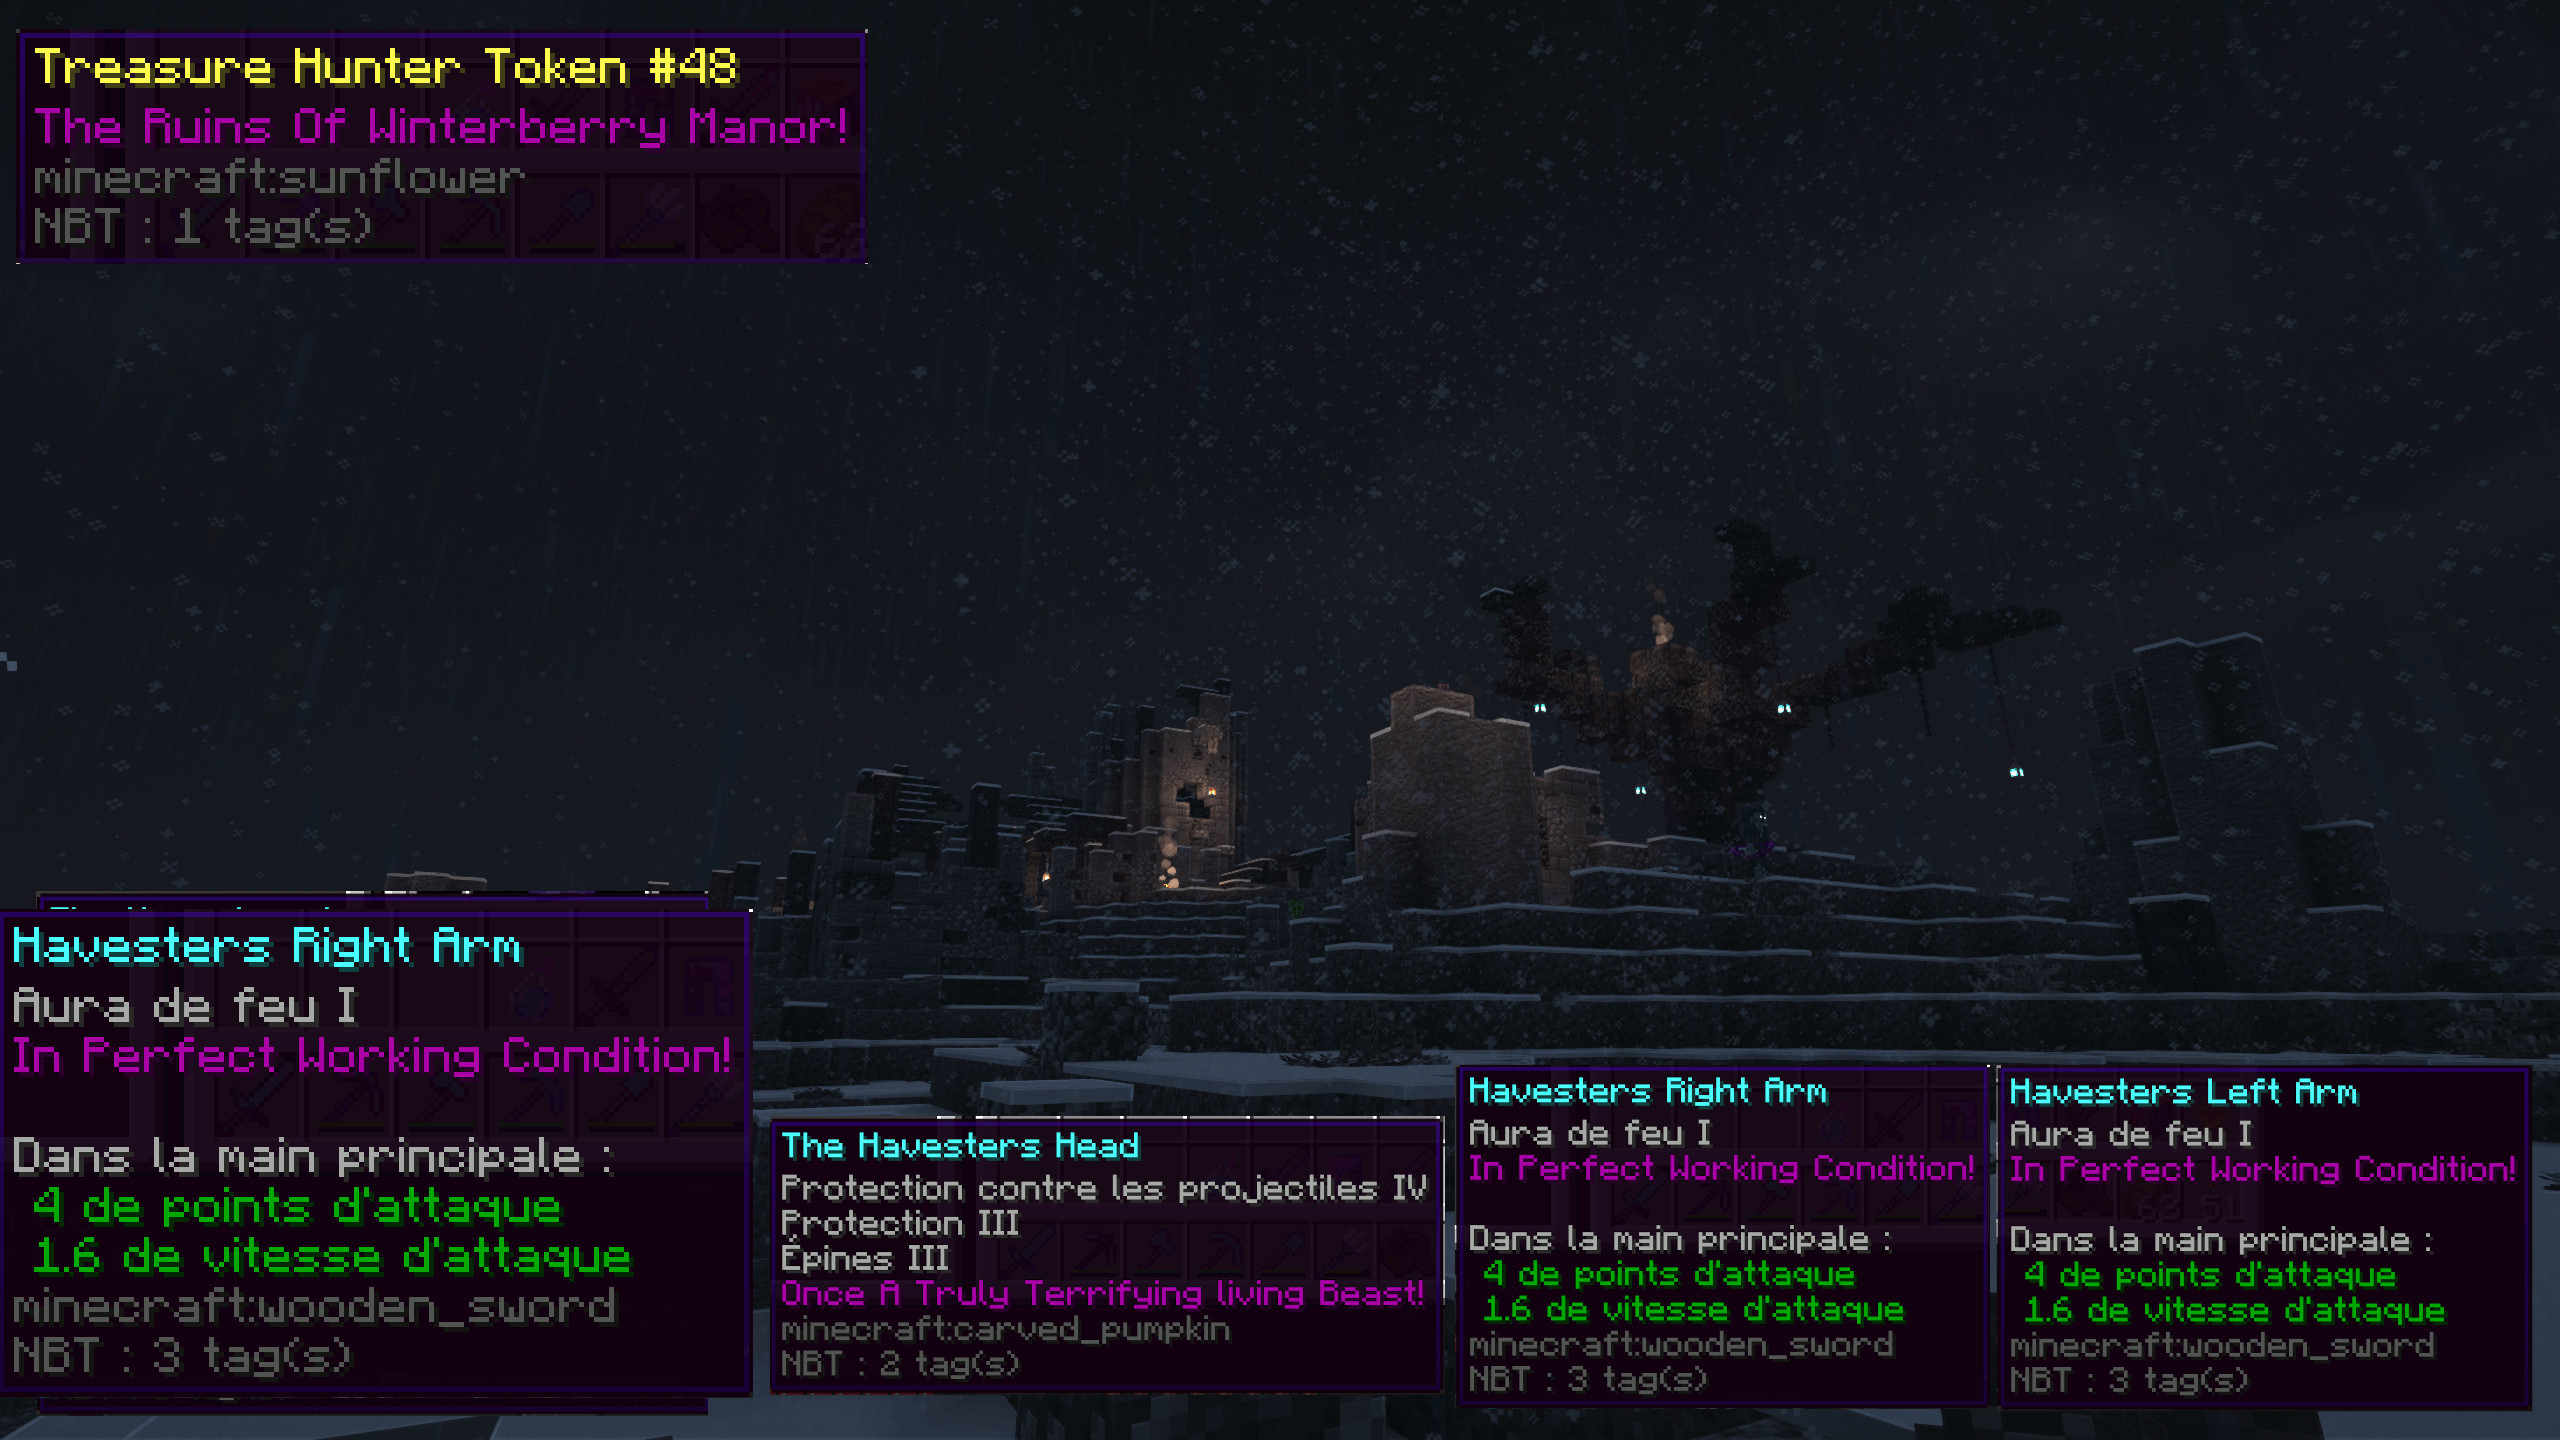 Treasure Hunter Token #48
The Ruins Of Winterberry Manor!
minecraft:sunflower
NBT : 1 tag(s)
Havesters Right Arm
Aura de feu I
In Perfect Working Condition!
Dans la main principale :
4 de points d'attaque
1.6 de vitesse d'attaque
minecraft:wooden_sword
NBT : 3 tag(s)
The Havesters Head
Protection contre les projectiles IV
Protection III
Épines III
Once A Truly Terrifying living Beast!
minecraft:carved_pumpkin
NBT : 2 tag(s)
Havesters Right Arm
Aura de feu I
In Perfect Working Condition!
Dans la main principale :
4 de points d'attaque
1.6 de vitesse d'attaque
minecraft:wooden_sword
NBT : 3 tag(s)
Havesters Left Arm
Aura de feu I
In Perfect Working Condition!
62 51
Dans la main principale :
4 de points d'attaque
1.6 de vitesse d'attaque
minecraft:wooden_sword
NBT : 3 tag(s)